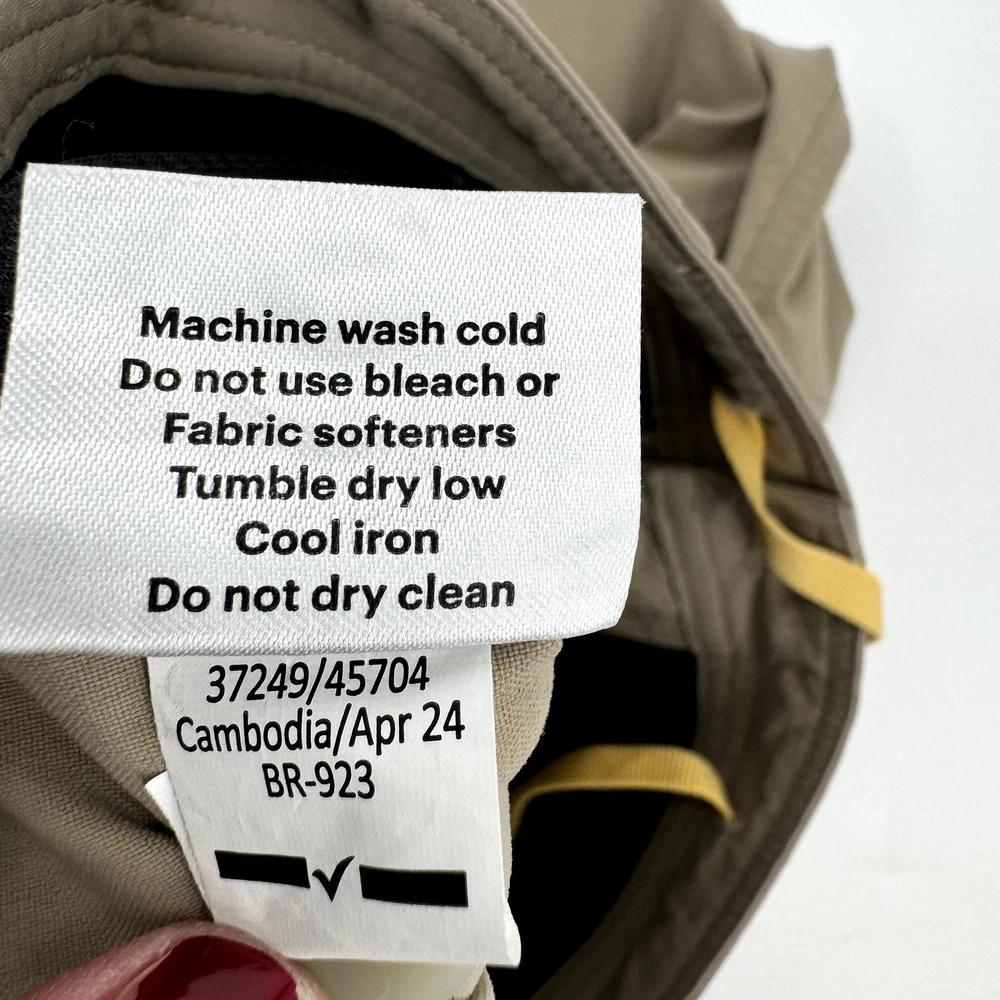 Machine wash cold
Do not use bleach or
Fabric softeners
Tumble dry low
Cool iron
Do not dry clean
37249/45704
Cambodia/Apr 24
BR-923